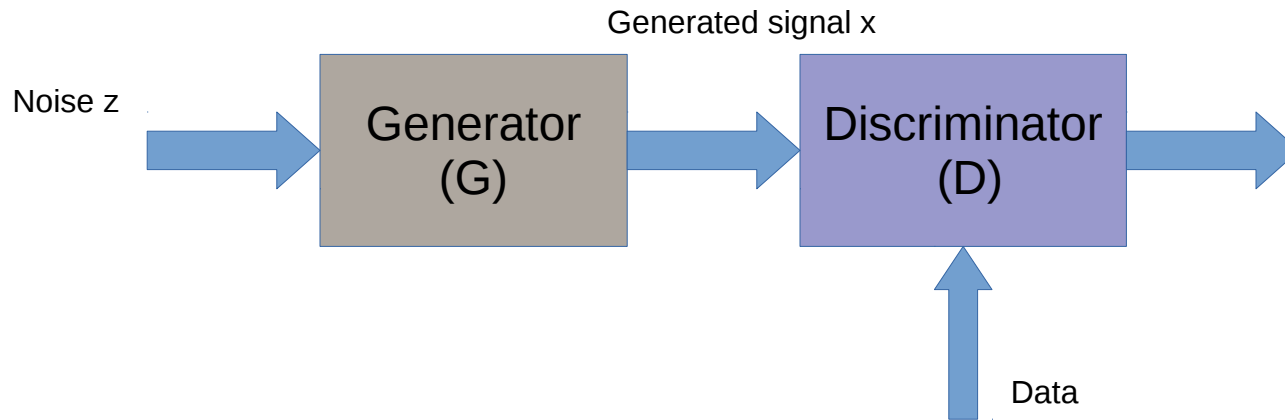 Generated signal x
Noise z
Generator
(G)
Discriminator
(D)
Data